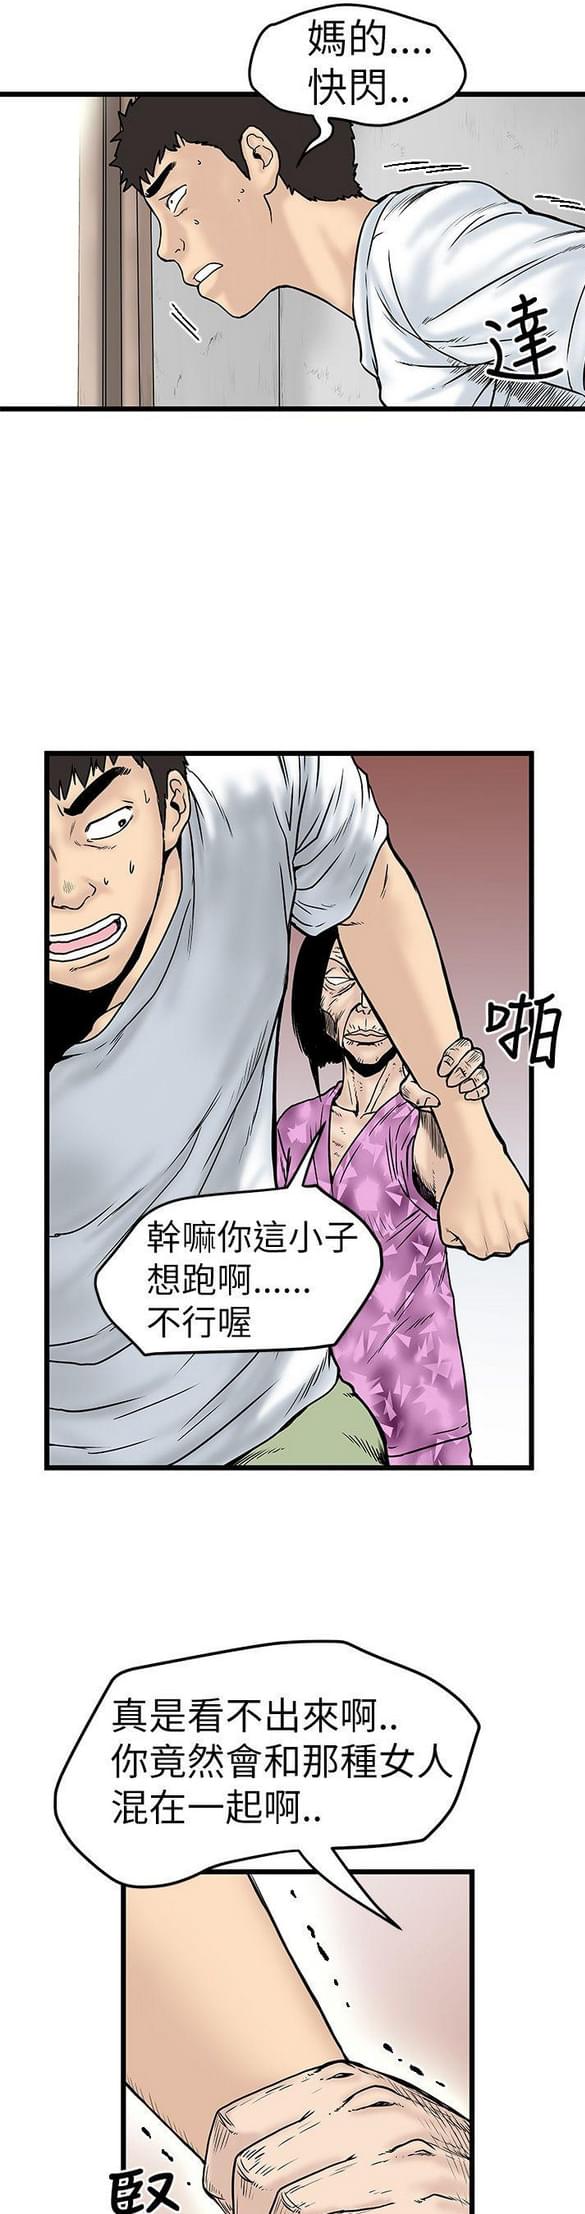 媽的....
快閃..
達
啪
幹嘛你這小子
想跑啊......
不行喔
真是看不出來啊..
你竟然會和那種女人
混在一起啊..